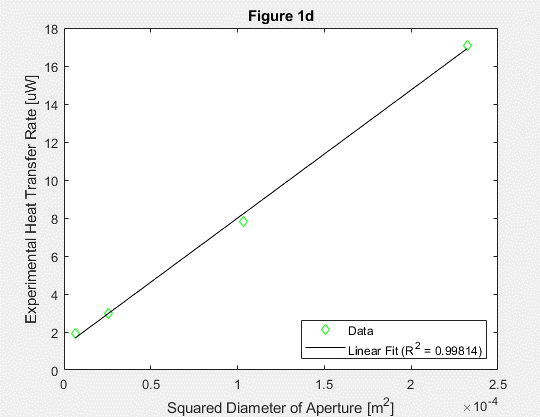 Figure 1d
Experimental Heat Transfer Rate [uW]
18
16
14
12
10
8
6
4
2
0
Data
Linear Fit (R² = 0.99814)
0 0.5 1 1.5 2 2.5
Squared Diameter of Aperture [m²]
×10⁻⁴